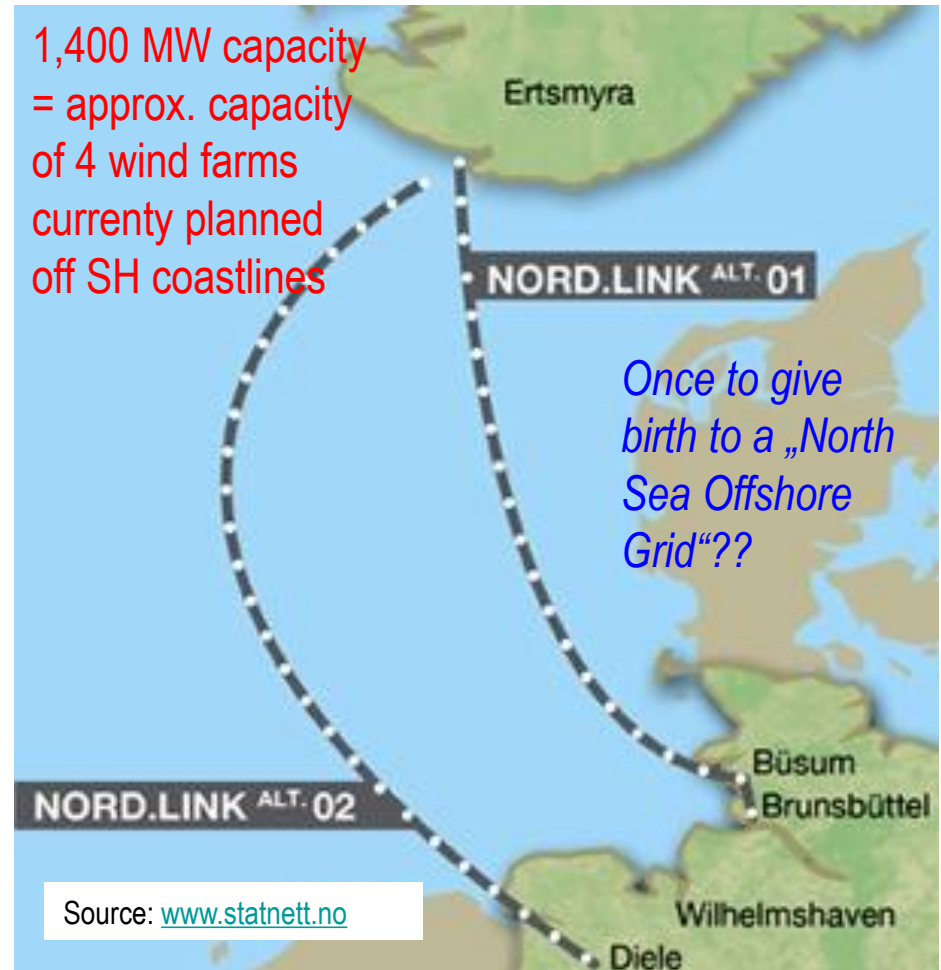 1,400 MW capacity
= approx. capacity
of 4 wind farms
currenty planned
off SH coastlines
Ertsmyra
NORD.LINK ALT. 01
Once to give
birth to a „North
Sea Offshore
Grid“??
Büsum
Brunsbüttel
NORD.LINK ALT. 02
Source: www.statnett.no
Wilhelmshaven
Diele